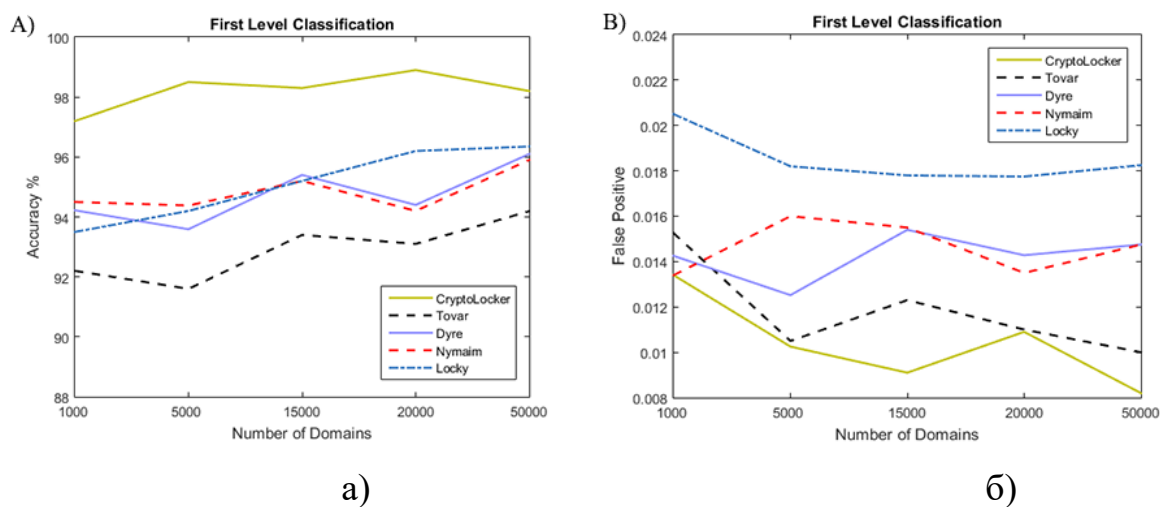 A)
First Level Classification
100
98
96
94
92
90
88
Accuracy %
CryptoLocker
Tovar
Dyre
Nymaim
Locky
1000 5000 15000 20000 50000
Number of Domains
а)
B)
First Level Classification
0.024
0.022
0.02
0.018
0.016
0.014
0.012
0.01
0.008
False Positive
CryptoLocker
Tovar
Dyre
Nymaim
Locky
1000 5000 15000 20000 50000
Number of Domains
б)